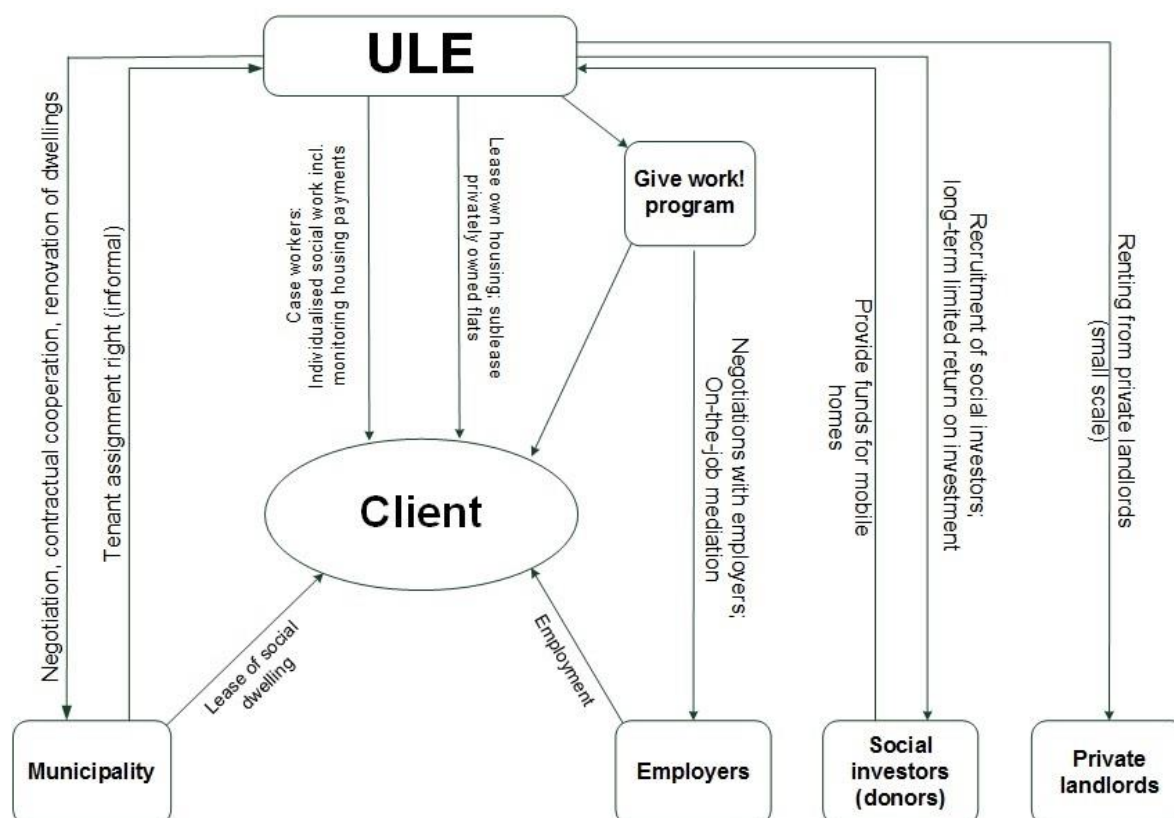 ULE
Negotiation, contractual cooperation, renovation of dwellings
Tenant assignment right (informal)
Case workers:
Individualised social work incl.
monitoring housing payments
Lease own housing; sublease
privately owned flats
Give work!
program
Negotiations with employers;
On-the-job mediation
Provide funds for mobile
homes
Recruitment of social investors;
long-term limited return on investment
Renting from private landlords
(small scale)
Client
Lease of social
dwelling
Employment
Municipality
Employers
Social
investors
(donors)
Private
landlords